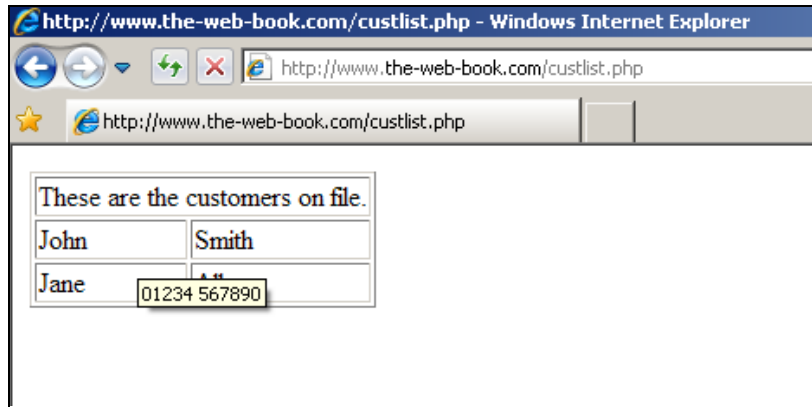 http://www.the-web-book.com/custlist.php - Windows Internet Explorer
http://www.the-web-book.com/custlist.php
http://www.the-web-book.com/custlist.php
These are the customers on file.
John Smith
Jane
01234 567890